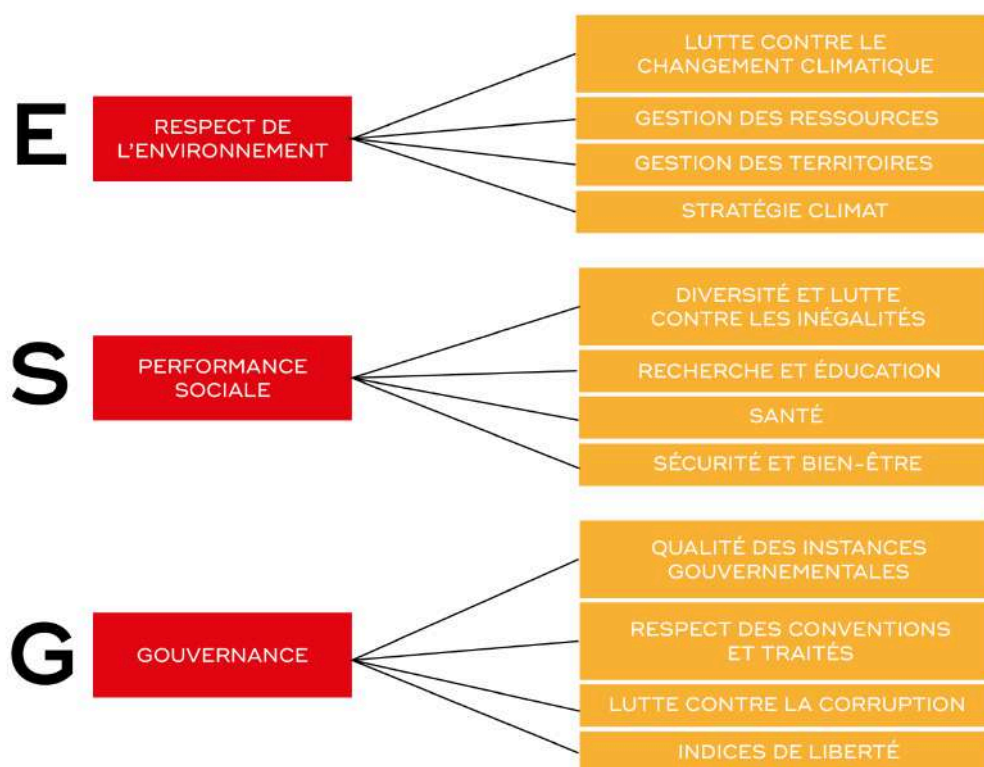 E
RESPECT DE
L'ENVIRONNEMENT
LUTTE CONTRE LE
CHANGEMENT CLIMATIQUE
GESTION DES RESSOURCES
GESTION DES TERRITOIRES
STRATÉGIE CLIMAT
S
PERFORMANCE
SOCIALE
DIVERSITÉ ET LUTTE
CONTRE LES INÉGALITÉS
RECHERCHE ET ÉDUCATION
SANTÉ
SÉCURITÉ ET BIEN-ÊTRE
G
GOUVERNANCE
QUALITÉ DES INSTANCES
GOUVERNEMENTALES
RESPECT DES CONVENTIONS
ET TRAITÉS
LUTTE CONTRE LA CORRUPTION
INDICES DE LIBERTÉ